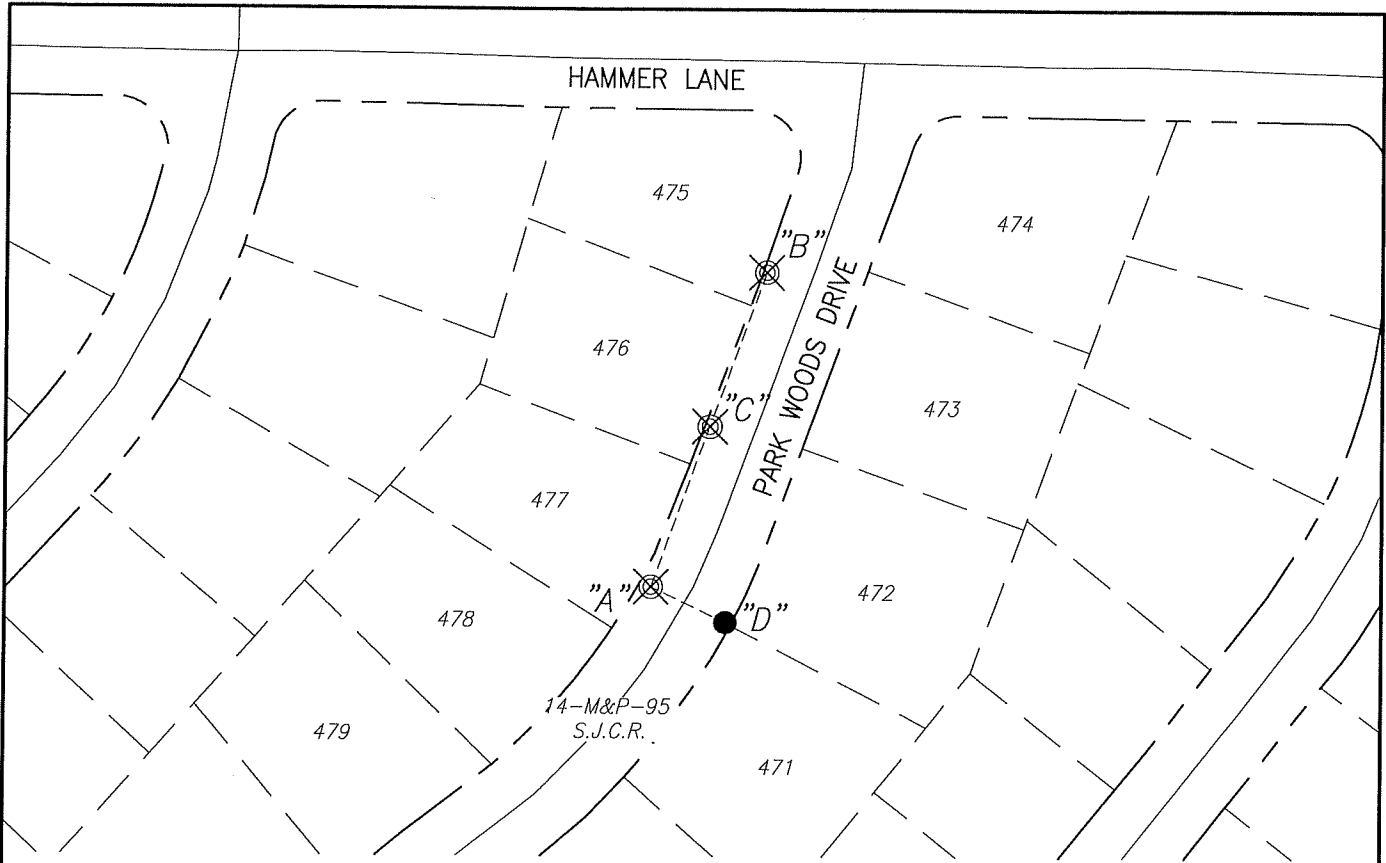 HAMMER LANE
475
474
"B"
PARK WOODS DRIVE
476
"C"
473
477
"A"
"D"
472
478
14-M&P-95
S.J.C.R.
479
471